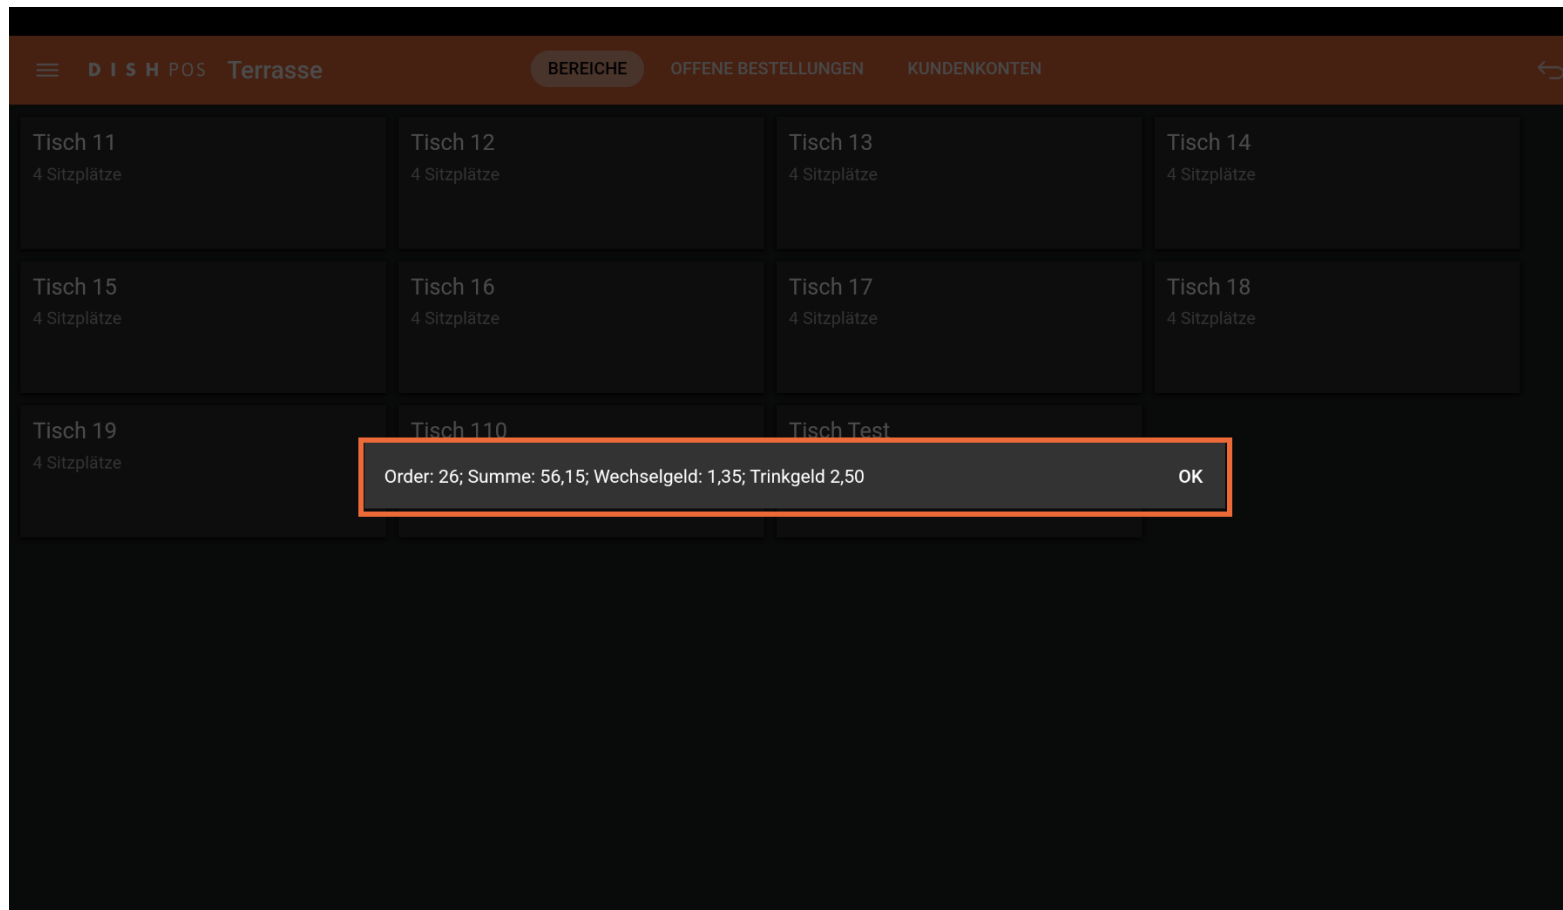 DISH POS Terrasse BEREICHE OFFENE BESTELLUNGEN KUNDENKONTEN
Tisch 11 Tisch 12 Tisch 13 Tisch 14
4 Sitzplätze 4 Sitzplätze 4 Sitzplätze 4 Sitzplätze
Tisch 15 Tisch 16 Tisch 17 Tisch 18
4 Sitzplätze 4 Sitzplätze 4 Sitzplätze 4 Sitzplätze
Tisch 19 Tisch 110 Tisch Test
4 Sitzplätze
Order: 26; Summe: 56,15; Wechselgeld: 1,35; Trinkgeld 2,50 OK